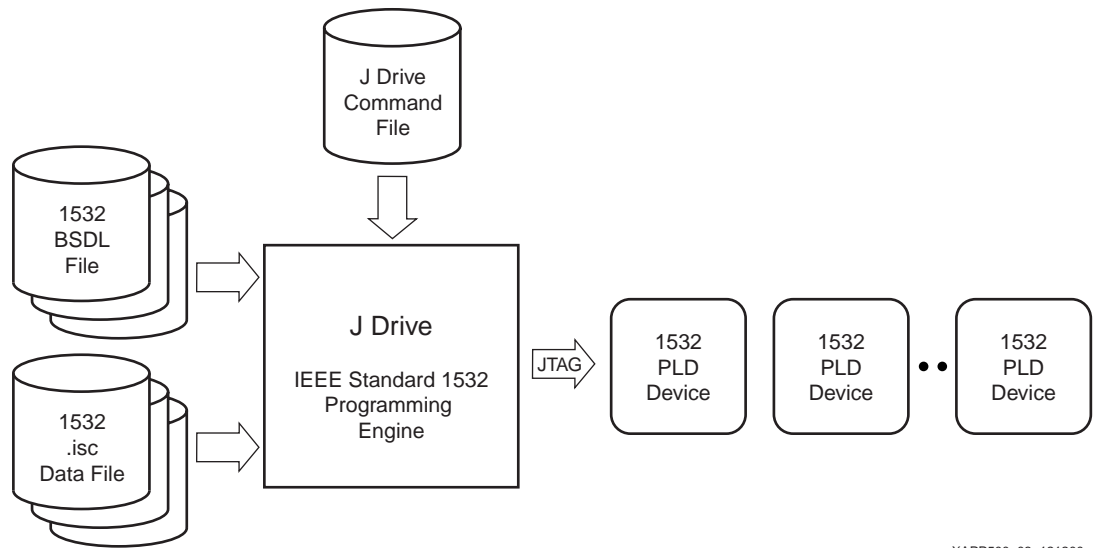 J Drive
Command
File
1532
BSDL
File
1532
.isc
Data File
J Drive
IEEE Standard 1532
Programming
Engine
JTAG
1532
PLD
Device
1532
PLD
Device
1532
PLD
Device